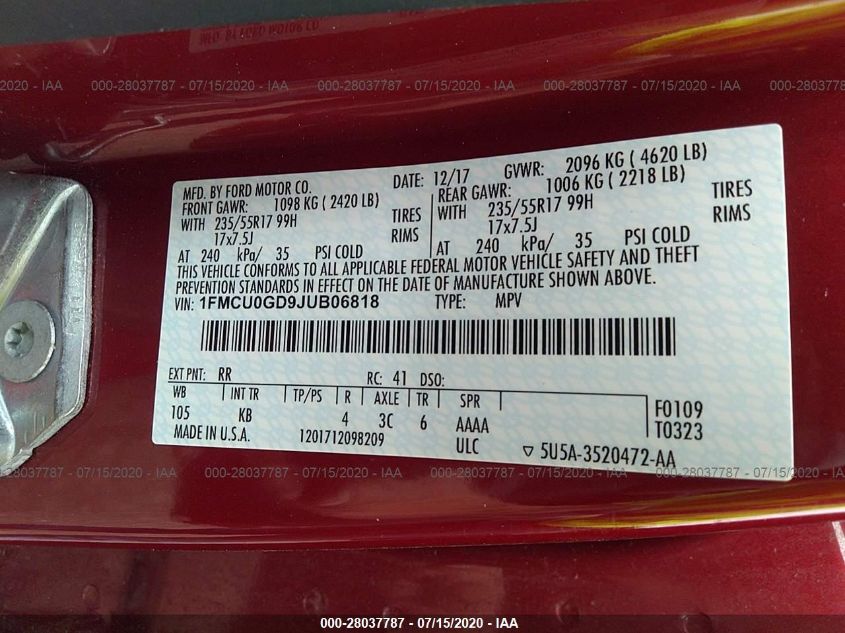 MFD. BY FORD MOTOR CO.
000-28037787 - 07/15/2020 - IAA 000-28037787 - 07/15/2020 - IAA 000-28037787 - 07/15/2020 - IAA
MFD. BY FORD MOTOR CO. DATE: 12/17 GVWR: 2096 KG ( 4620 LB)
FRONT GAWR: 1098 KG ( 2420 LB) REAR GAWR: 1006 KG ( 2218 LB)
WITH 235/55R17 99H TIRES WITH 235/55R17 99H TIRES
17x7.5J RIMS 17x7.5J RIMS
AT 240 kPa/ 35 PSI COLD AT 240 kPa/ 35 PSI COLD
THIS VEHICLE CONFORMS TO ALL APPLICABLE FEDERAL MOTOR VEHICLE SAFETY AND THEFT
PREVENTION STANDARDS IN EFFECT ON THE DATE OF MANUFACTURE SHOWN ABOVE.
VIN: 1FMCU0GD9JUB06818 TYPE: MPV
EXT PNT: RR RC: 41 DSO:
WB INT TR TP/PS R AXLE TR SPR
105 KB 4 3C 6 AAAA F0109
MADE IN U.S.A. 1201712098209 ULC T0323
▽ 5U5A-3520472-AA
000-28037787 - 07/15/2020 - IAA 000-28037787 - 07/15/2020 - IAA 000-28037787 - 07/15/2020 - IAA
000-28037787 - 07/15/2020 - IAA